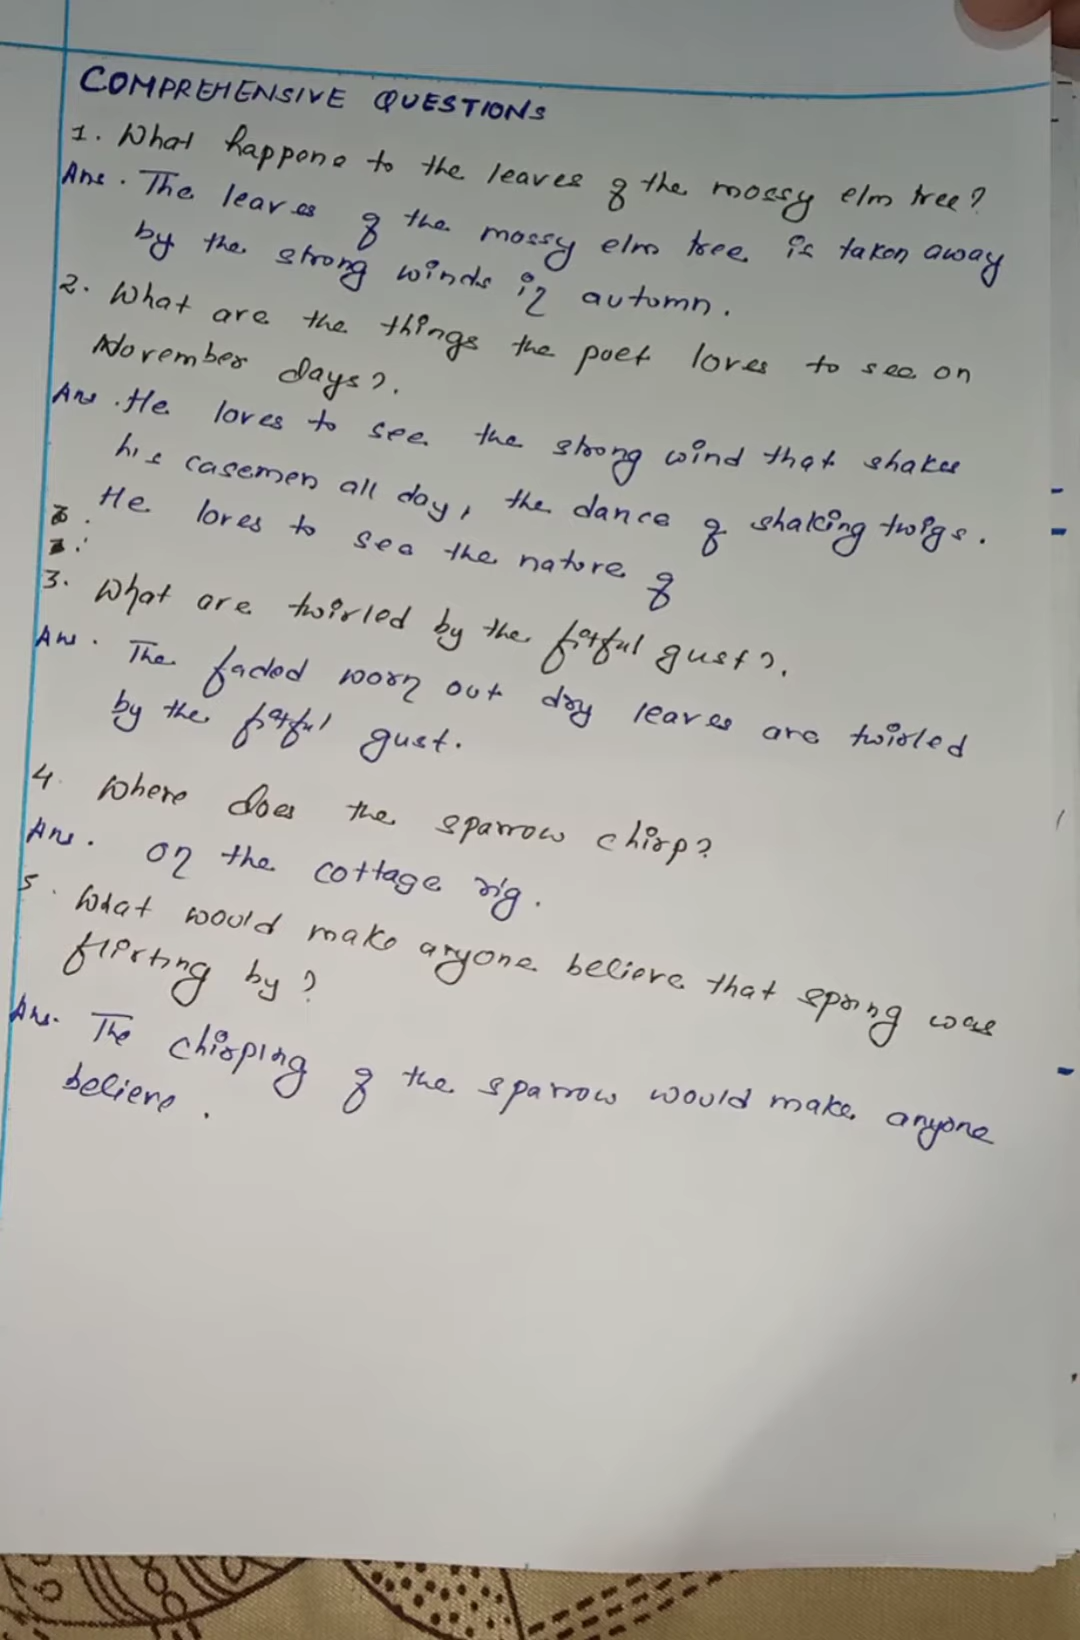 COMPREHENSIVE QUESTIONS
1. What happens to the leaves of the mossy elm tree?
Ans. The leaves of the mossy elm tree is taken away
by the strong winds in autumn.
2. What are the things the poet loves to see on
November days?.
Ans. He loves to see the strong wind that shakes
his casemen all day, the dance of shaking twigs.
He loves to see the nature of
3. What are twirled by the fitful gust?.
Ans. The faded worn out dry leaves are twirled
by the fitful gust.
4. Where does the sparrow chirp?
Ans. on the cottage rig.
5. What would make anyone believe that spring was
flirting by?
Ans. The chirping of the sparrow would make anyone
believe.